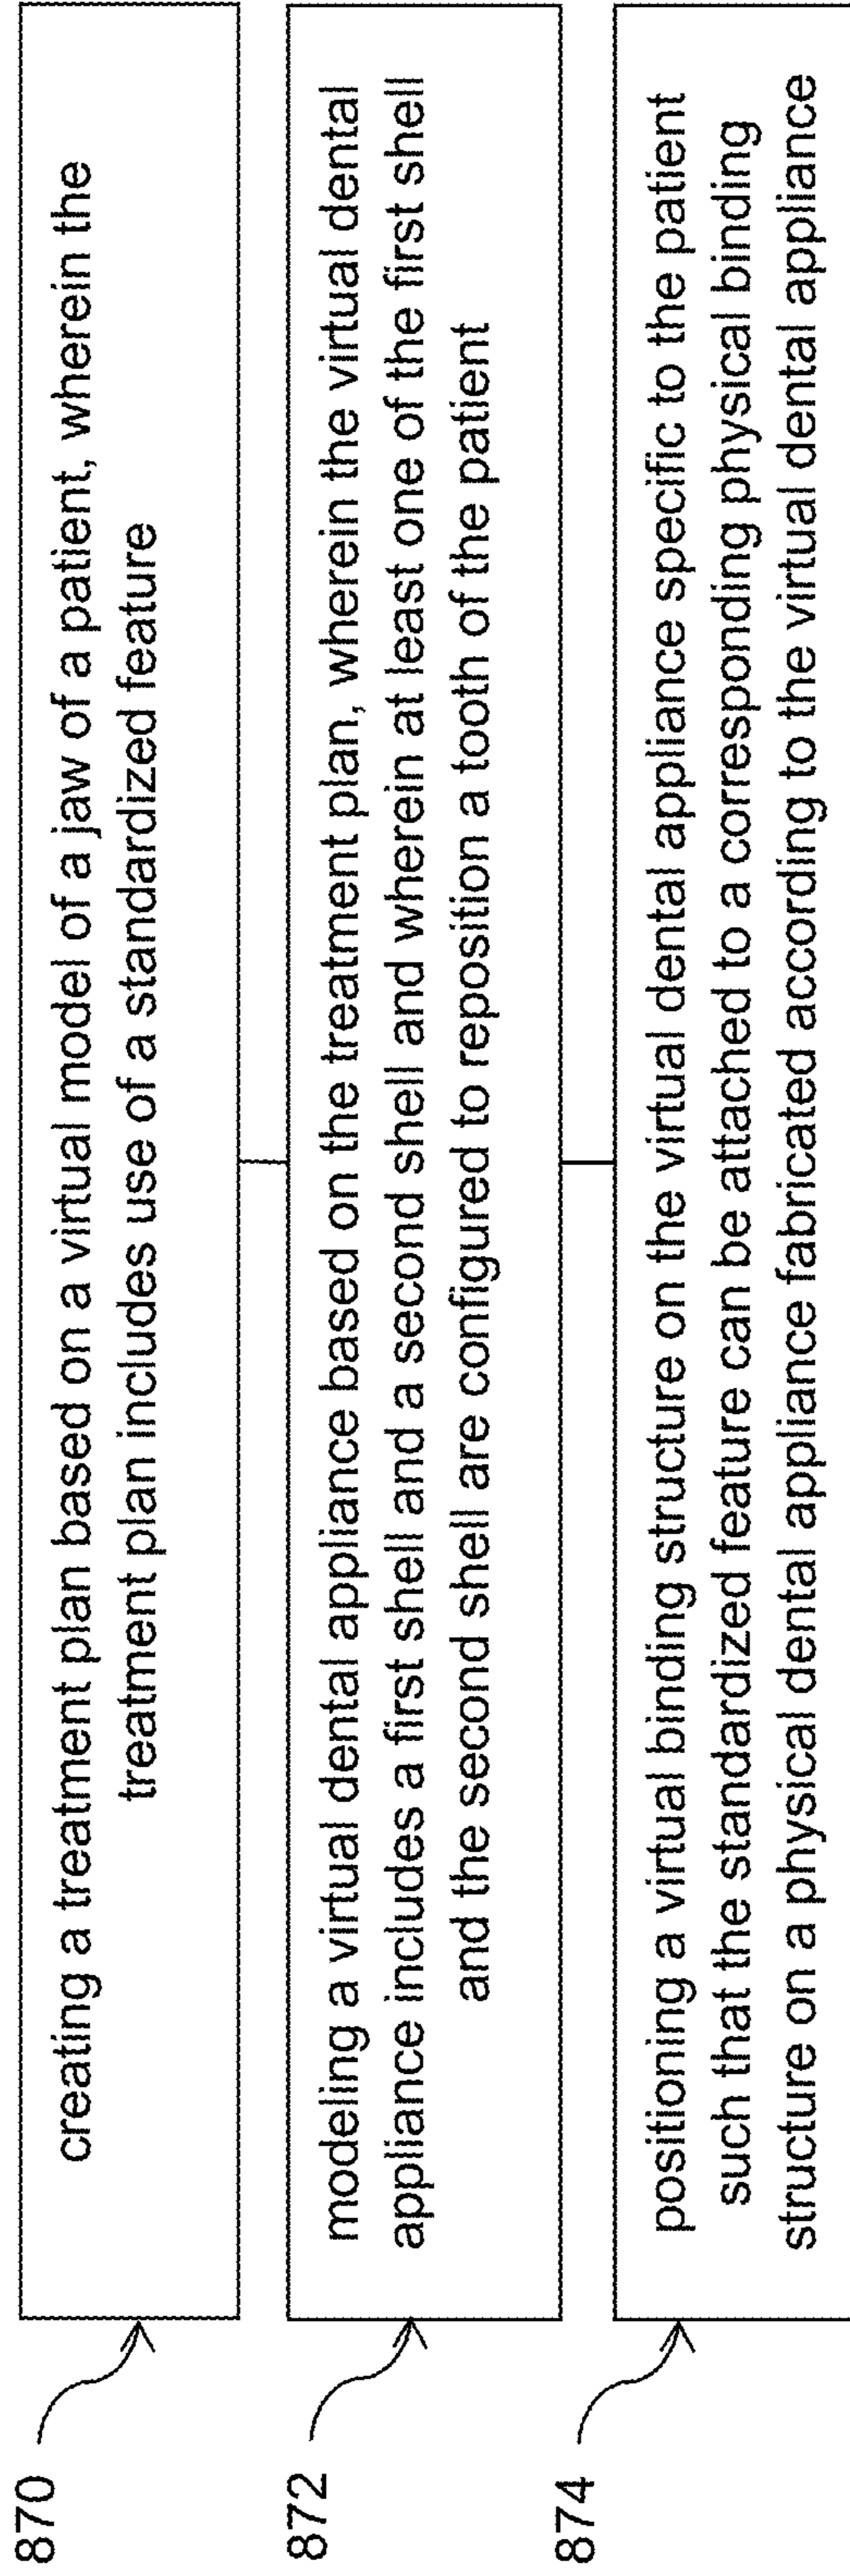 870
creating a treatment plan based on a virtual model of a jaw of a patient, wherein the
treatment plan includes use of a standardized feature
872
modeling a virtual dental appliance based on the treatment plan, wherein the virtual dental
appliance includes a first shell and a second shell and wherein at least one of the first shell
and the second shell are configured to reposition a tooth of the patient
874
positioning a virtual binding structure on the virtual dental appliance specific to the patient
such that the standardized feature can be attached to a corresponding physical binding
structure on a physical dental appliance fabricated according to the virtual dental appliance